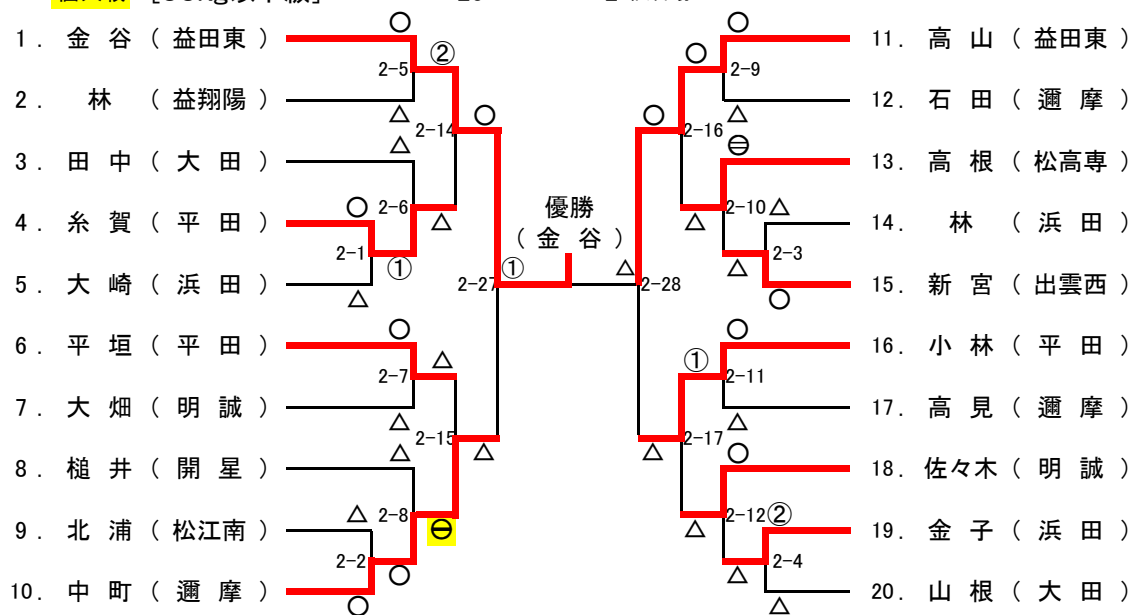 1. 金 谷 ( 益田東 )
2. 林 ( 益翔陽 )
3. 田 中 ( 大 田 )
4. 糸 賀 ( 平 田 )
5. 大 崎 ( 浜 田 )
6. 平 垣 ( 平 田 )
7. 大 畑 ( 明 誠 )
8. 槌 井 ( 開 星 )
9. 北 浦 ( 松江南 )
10. 中 町 ( 邇 摩 )
○
2-5
②
△
2-14
○
△
○
2-6
△
2-1
①
△
2-27
①
○
2-7
△
△
2-15
△
△
△
2-8
⊖
2-2
○
○
優勝
( 金 谷 )
△
2-28
○
○
○
2-9
△
2-16
⊖
2-10
△
△
2-3
△
○
①
○
2-11
△
2-17
△
○
2-12
②
△
2-4
△
△
11. 高 山 ( 益田東 )
12. 石 田 ( 邇 摩 )
13. 高 根 ( 松高専 )
14. 林 ( 浜 田 )
15. 新 宮 ( 出雲西 )
16. 小 林 ( 平 田 )
17. 高 見 ( 邇 摩 )
18. 佐々木 ( 明 誠 )
19. 金 子 ( 浜 田 )
20. 山 根 ( 大 田 )